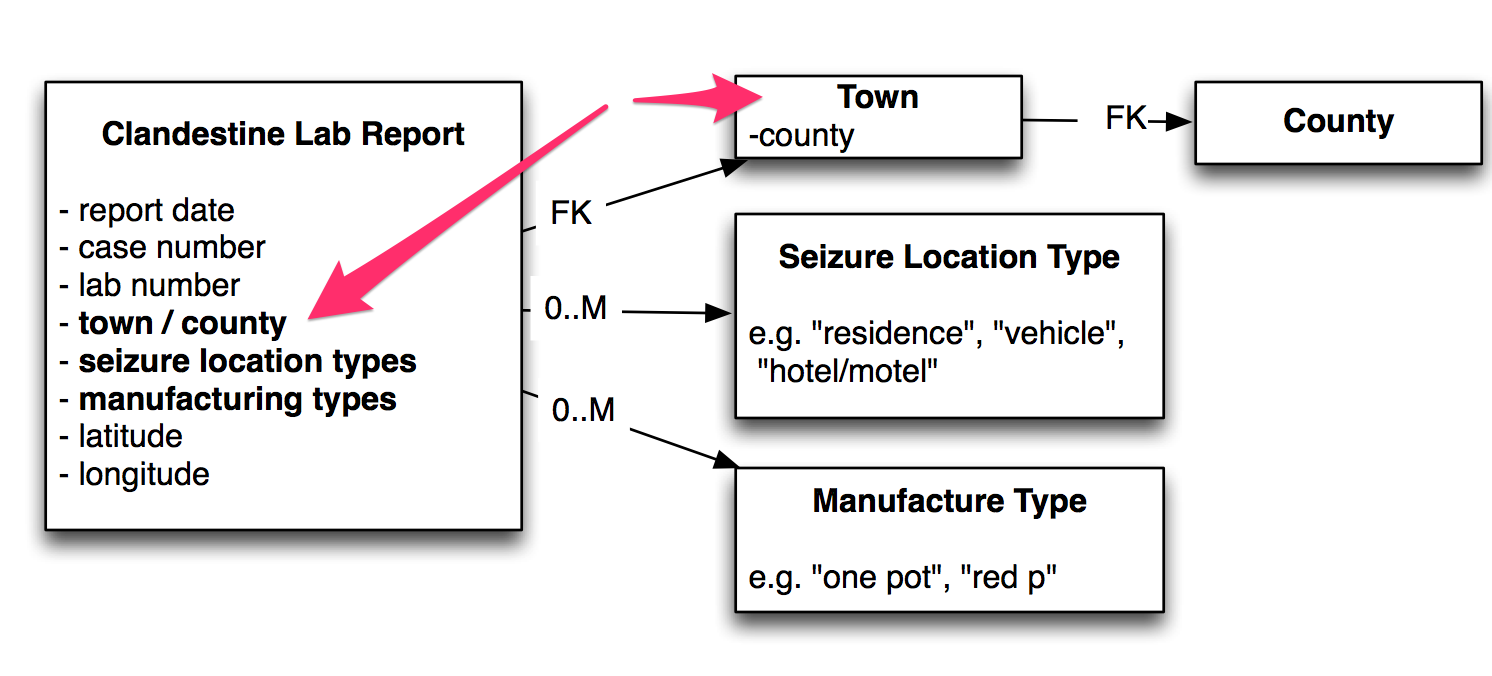 Clandestine Lab Report
- report date
- case number
- lab number
- town / county
- seizure location types
- manufacturing types
- latitude
- longitude
FK
0..M
0..M
Town
-county
FK
County
Seizure Location Type
e.g. "residence", "vehicle",
"hotel/motel"
Manufacture Type
e.g. "one pot", "red p"